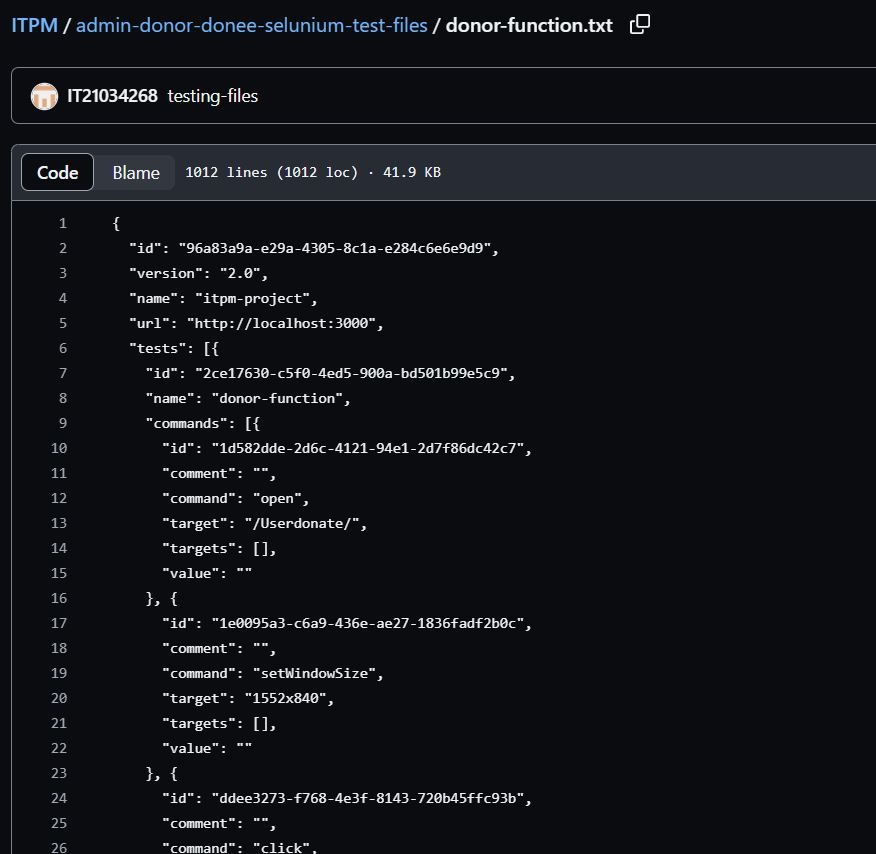 ITPM / admin-donor-donee-selunium-test-files / donor-function.txt
IT21034268 testing-files
Code Blame 1012 lines (1012 loc) · 41.9 KB
1 {
2 "id": "96a83a9a-e29a-4305-8c1a-e284c6e6e9d9",
3 "version": "2.0",
4 "name": "itpm-project",
5 "url": "http://localhost:3000",
6 "tests": [{
7 "id": "2ce17630-c5f0-4ed5-900a-bd501b99e5c9",
8 "name": "donor-function",
9 "commands": [{
10 "id": "1d582dde-2d6c-4121-94e1-2d7f86dc42c7",
11 "comment": "",
12 "command": "open",
13 "target": "/Userdonate/",
14 "targets": [],
15 "value": ""
16 }, {
17 "id": "1e0095a3-c6a9-436e-ae27-1836fadf2b0c",
18 "comment": "",
19 "command": "setWindowSize",
20 "target": "1552x840",
21 "targets": [],
22 "value": ""
23 }, {
24 "id": "ddee3273-f768-4e3f-8143-720b45ffc93b",
25 "comment": "",
26 "command": "click",